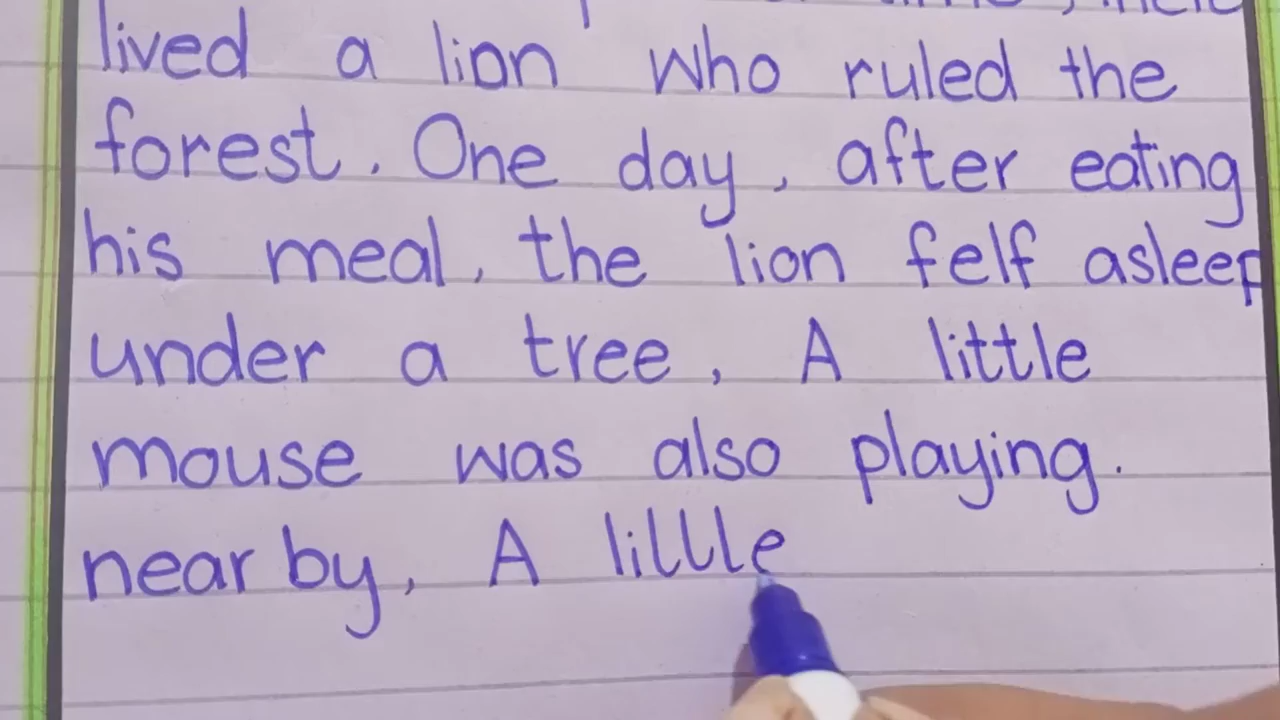 lived a lion who ruled the
forest. One day, after eating
his meal, the lion felf asleep
under a tree, A little
mouse was also playing.
near by, A lillle